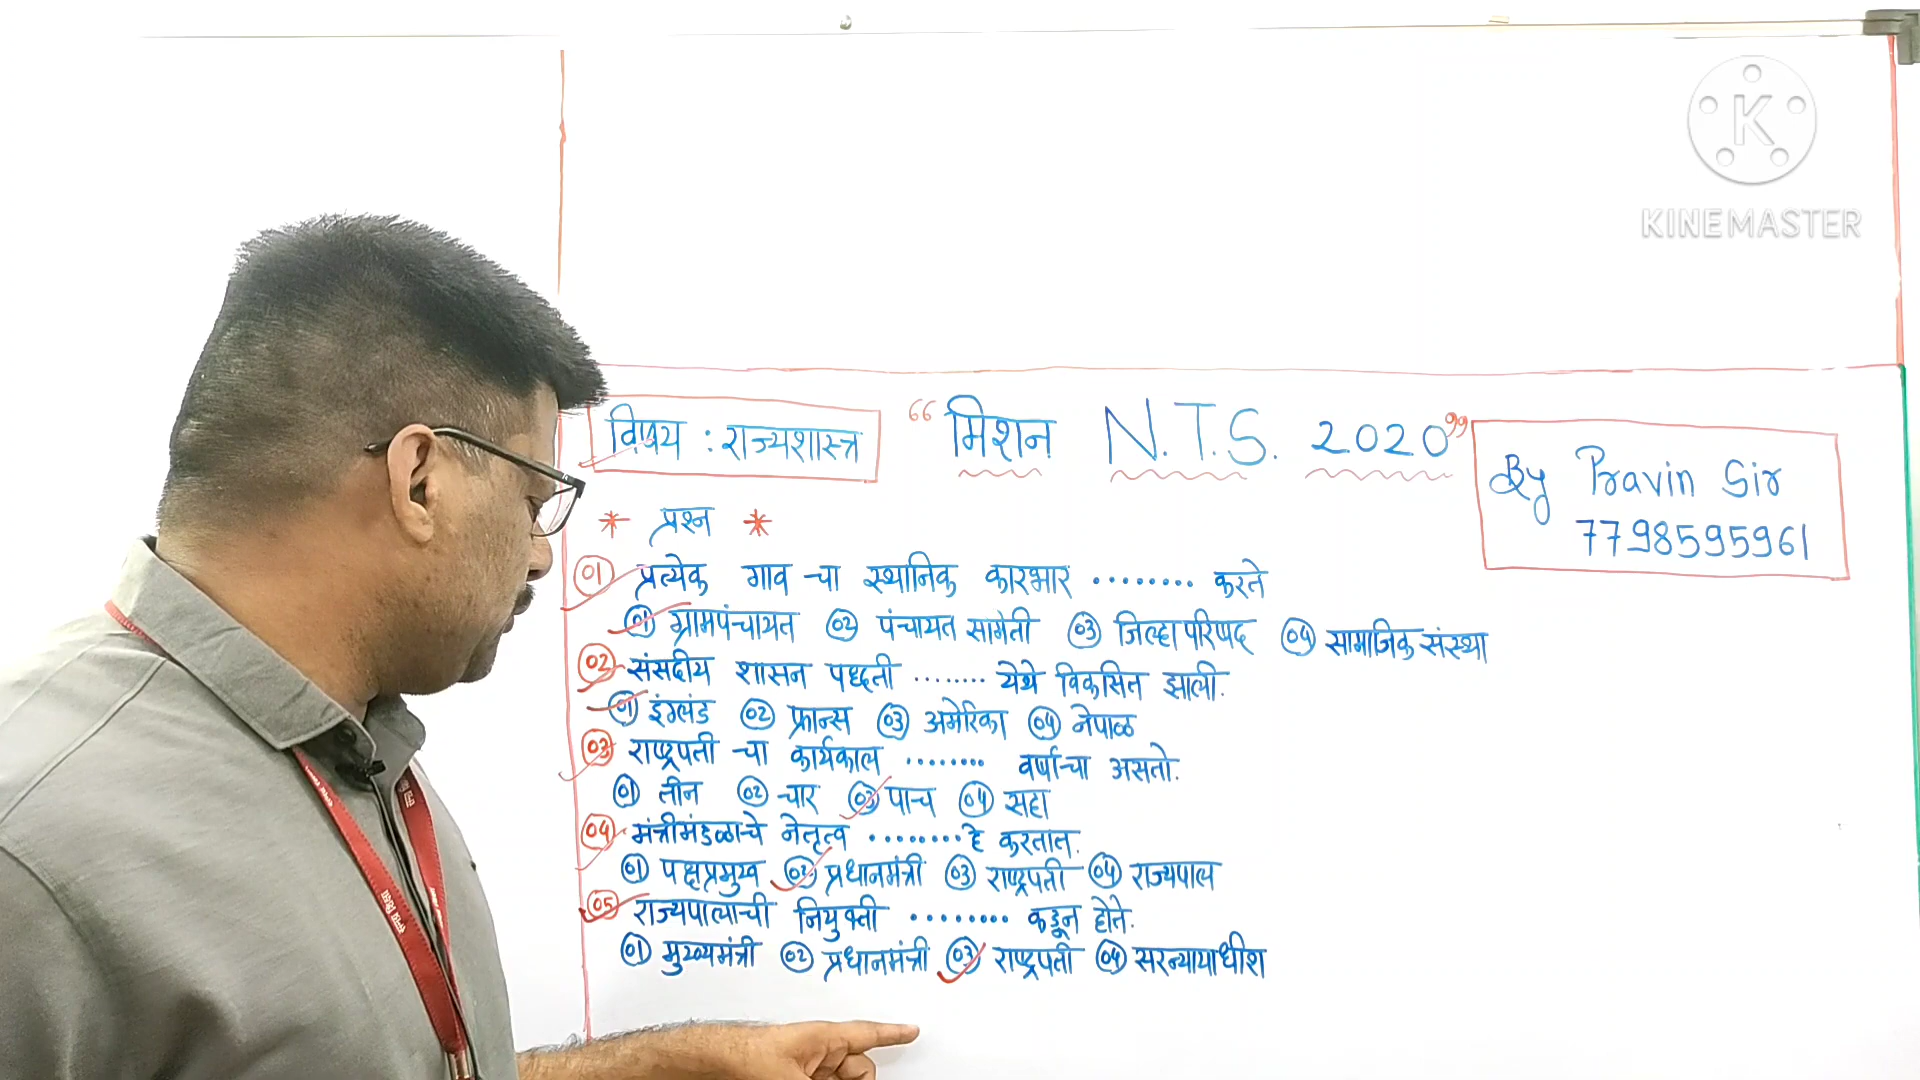 KINEMASTER
विषय : राज्यशास्त्र
"मिशन N.T.S. 2020"
By Pravin Sir
7798595961
* प्रश्न *
01 प्रत्येक गाव चा स्थानिक कारभार ......... करते
01 ग्रामपंचायत 02 पंचायत समिती 03 जिल्हा परिषद 04 सामाजिक संस्था
02 संसदीय शासन पध्दती ........ येथे विकसित झाली.
01 इंग्लंड 02 फ्रान्स 03 अमेरिका 04 नेपाळ
03 राष्ट्रपती चा कार्यकाल ........ वर्षाचा असतो.
01 तीन 02 चार 03 पाच 04 सहा
04 मंत्रीमंडळाचे नेतृत्व ......... हे करतात.
01 पक्षप्रमुख 02 प्रधानमंत्री 03 राष्ट्रपती 04 राज्यपाल
05 राज्यपालाची नियुक्ती ......... कडून होते.
01 मुख्यमंत्री 02 प्रधानमंत्री 03 राष्ट्रपती 04 सरन्यायाधीश